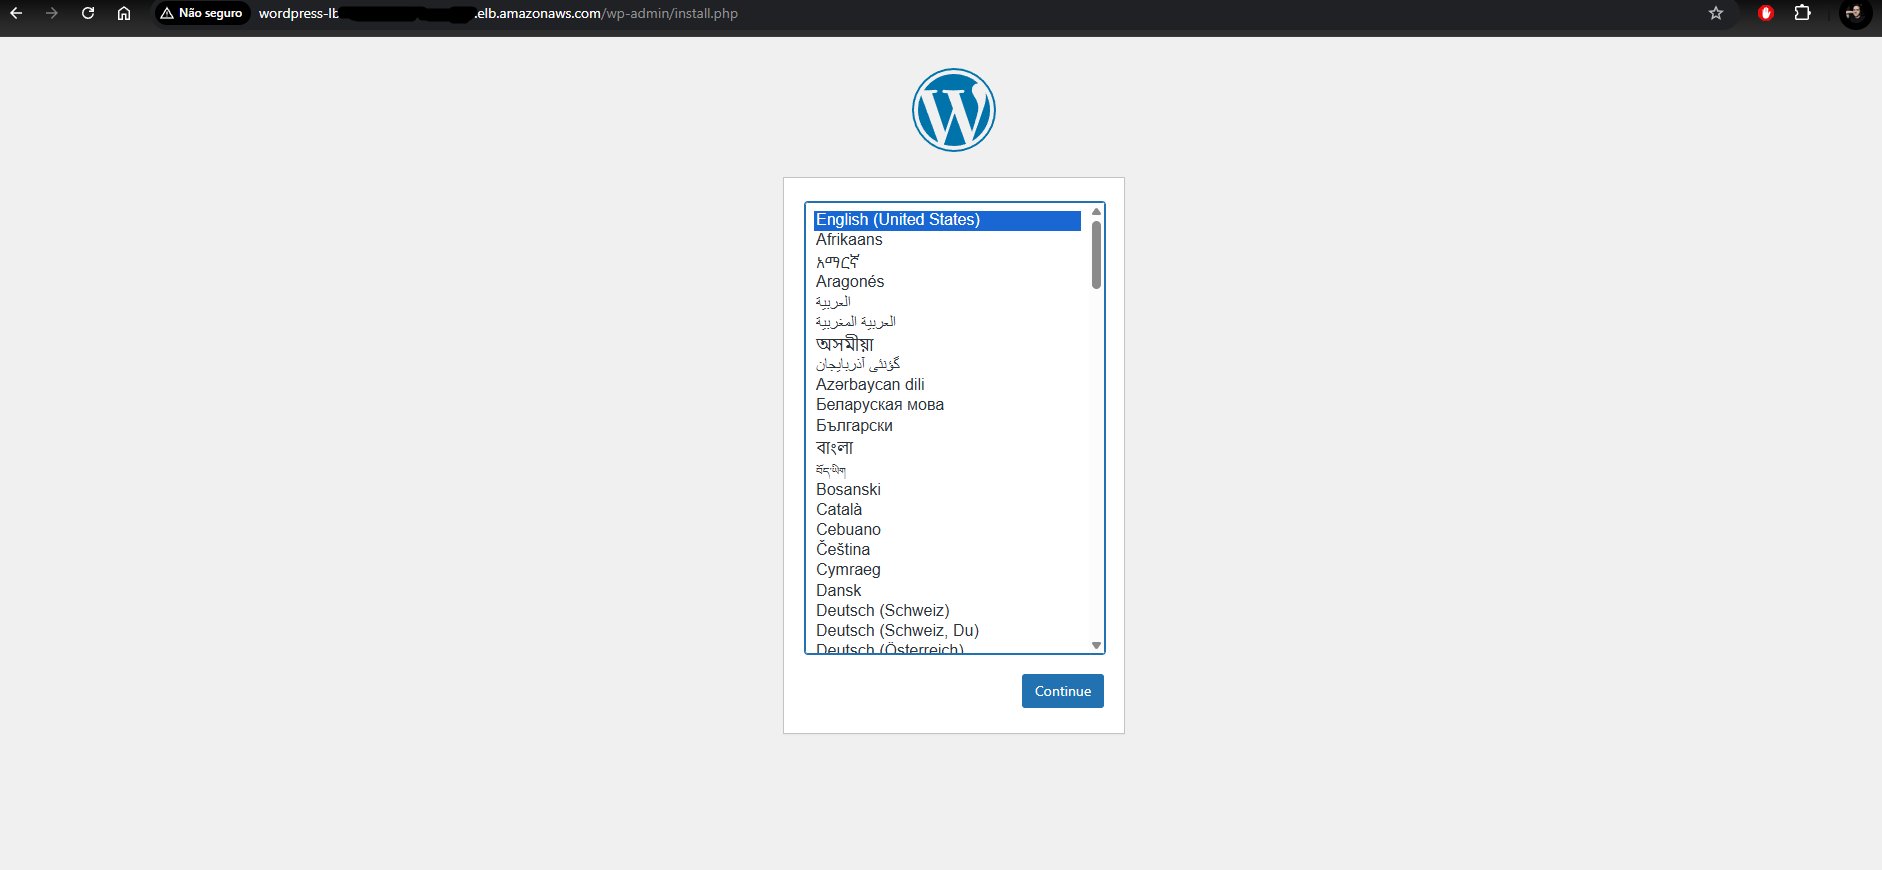 Não seguro
wordpress-lb .elb.amazonaws.com/wp-admin/install.php
English (United States)
Afrikaans
አማርኛ
Aragonés
العربية
العربية المغربية
অসমীয়া
گؤنئی آذربایجان
Azərbaycan dili
Беларуская мова
Български
বাংলা
བོད་ཡིག
Bosanski
Català
Cebuano
Čeština
Cymraeg
Dansk
Deutsch (Schweiz)
Deutsch (Schweiz, Du)
Deutsch (Österreich)
Continue